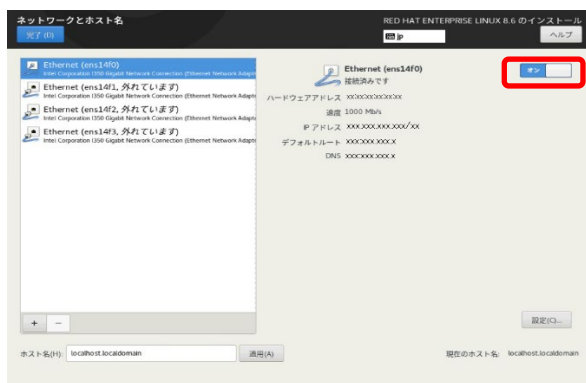 ネットワークとホスト名
RED HAT ENTERPRISE LINUX 8.6 のインストール
完了 (D)
jp
ヘルプ
Ethernet (ens14f0)
Intel Corporation I350 Gigabit Network Connection (Ethernet Network Adapte
Ethernet (ens14f1, 外れています)
Intel Corporation I350 Gigabit Network Connection (Ethernet Network Adapte
Ethernet (ens14f2, 外れています)
Intel Corporation I350 Gigabit Network Connection (Ethernet Network Adapte
Ethernet (ens14f3, 外れています)
Intel Corporation I350 Gigabit Network Connection (Ethernet Network Adapte
Ethernet (ens14f0)
接続済みです
オン
ハードウェアアドレス xx:xx:xx:xx:xx:xx
速度 1000 Mb/s
IP アドレス xxx.xxx.xxx.xxx/xx
デフォルトルート xxx.xxx.xxx.x
DNS xxx.xxx.xxx.x
+ −
設定(O)...
ホスト名(H): localhost.localdomain
適用(A)
現在のホスト名: localhost.localdomain